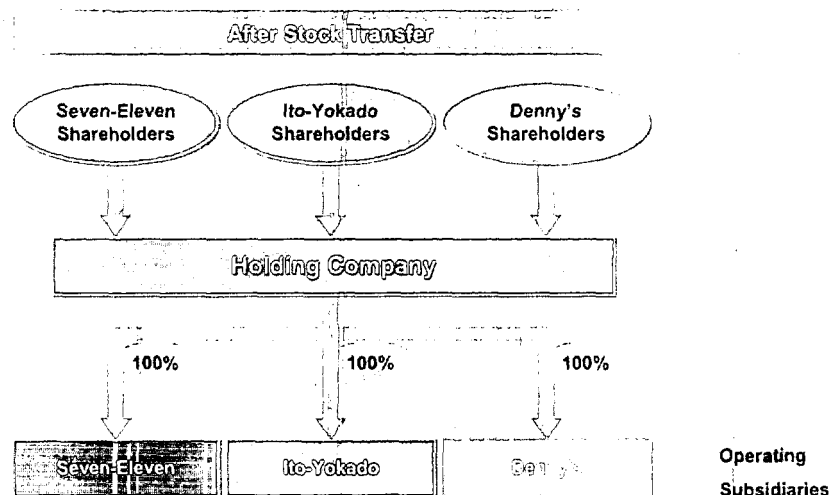 After Stock Transfer
Seven-Eleven
Shareholders
Ito-Yokado
Shareholders
Denny's
Shareholders
Holding Company
100%
100%
100%
Seven-Eleven
Ito-Yokado
Operating
Subsidiaries